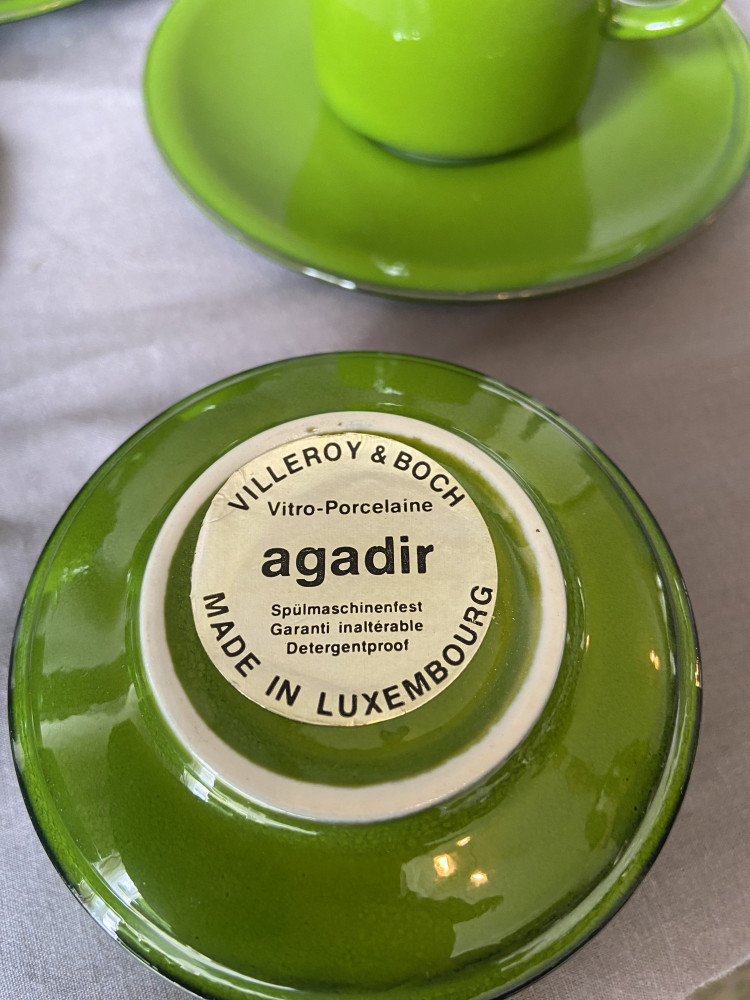 VILLEROY & BOCH
Vitro-Porcelaine
agadir
Spülmaschinenfest
Garanti inaltérable
Detergentproof
MADE IN LUXEMBOURG